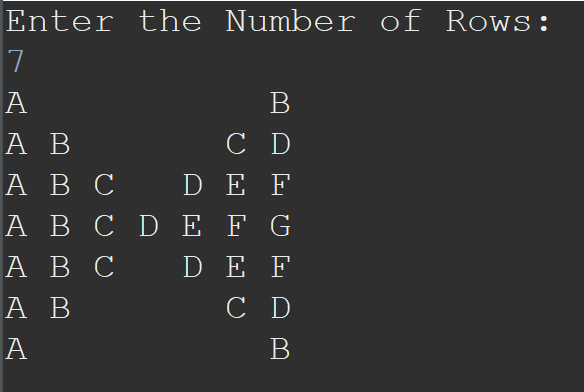 Enter the Number of Rows:
7
A           B
A B       C D
A B C   D E F
A B C D E F G
A B C   D E F
A B       C D
A           B